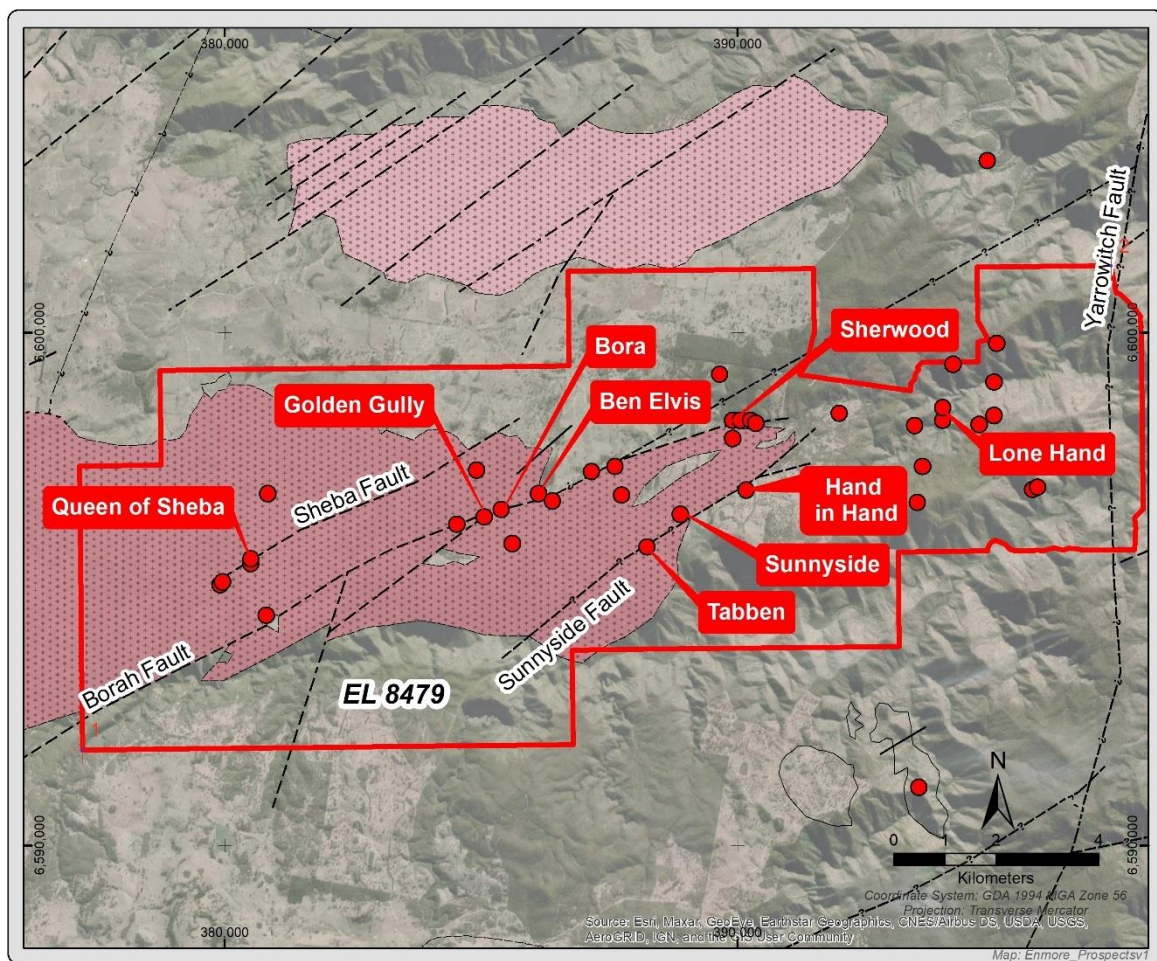 380,000
390,000
Yarrowitch Fault
6,600,000
6,600,000
Sherwood
Bora
Golden Gully
Ben Elvis
Queen of Sheba
Sheba Fault
Lone Hand
Hand
in Hand
Sunnyside
Tabben
Sunnyside Fault
Borah Fault
EL 8479
1
N
6,590,000
6,590,000
0 1 2 4
Kilometers
Coordinate System: GDA 1994 MGA Zone 56
Projection: Transverse Mercator
Source: Esri, Maxar, GeoEye, Earthstar Geographics, CNES/Airbus DS, USDA, USGS,
AeroGRID, IGN, and the GIS User Community
380,000
390,000
Map: Enmore_Prospectsv1